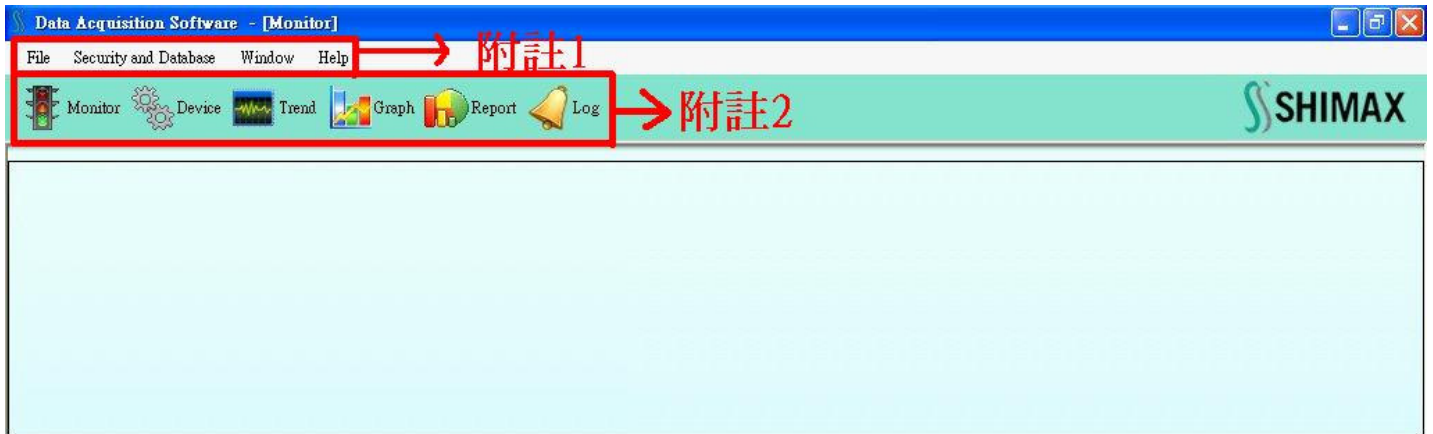 Data Acquisition Software - [Monitor]
File Security and Database Window Help 附註1
Monitor Device Trend Graph Report Log 附註2 SHIMAX